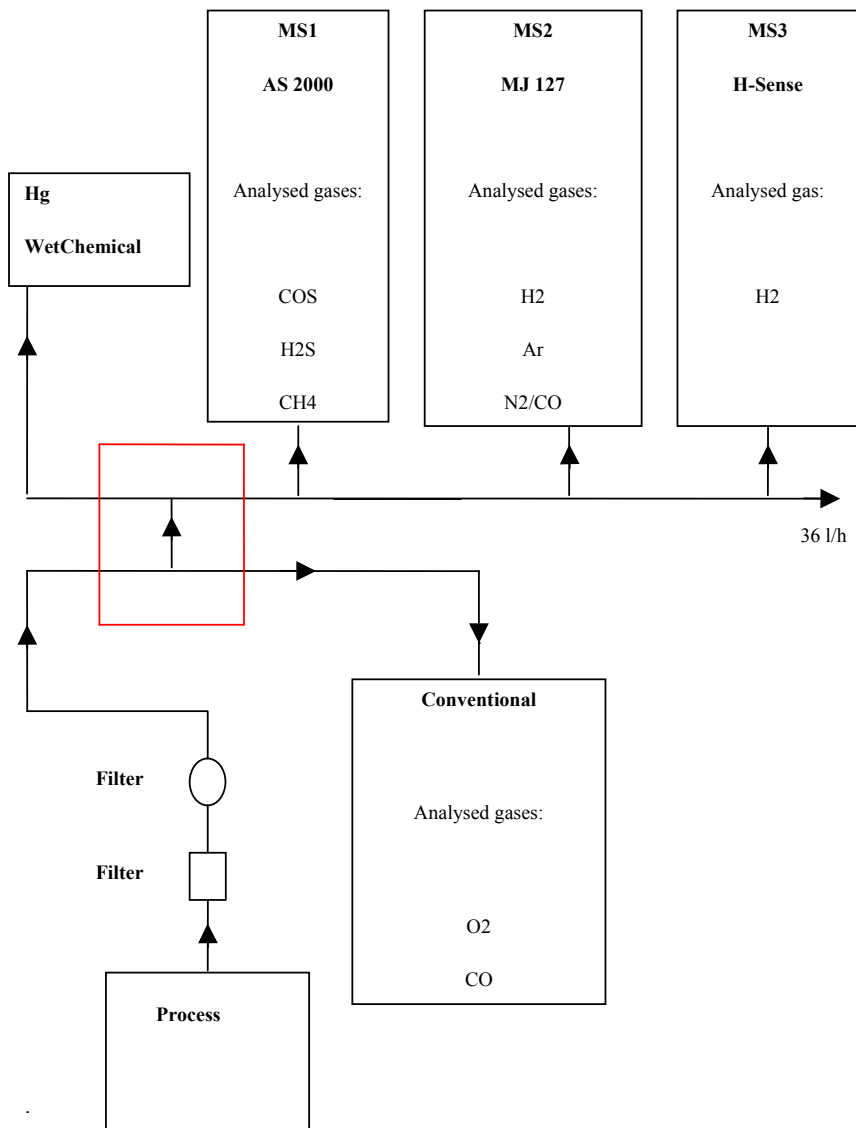 MS1
AS 2000
Analysed gases:
COS
H2S
CH4
MS2
MJ 127
Analysed gases:
H2
Ar
N2/CO
MS3
H-Sense
Analysed gas:
H2
Hg
WetChemical
36 l/h
Conventional
Analysed gases:
O2
CO
Filter
Filter
Process
.